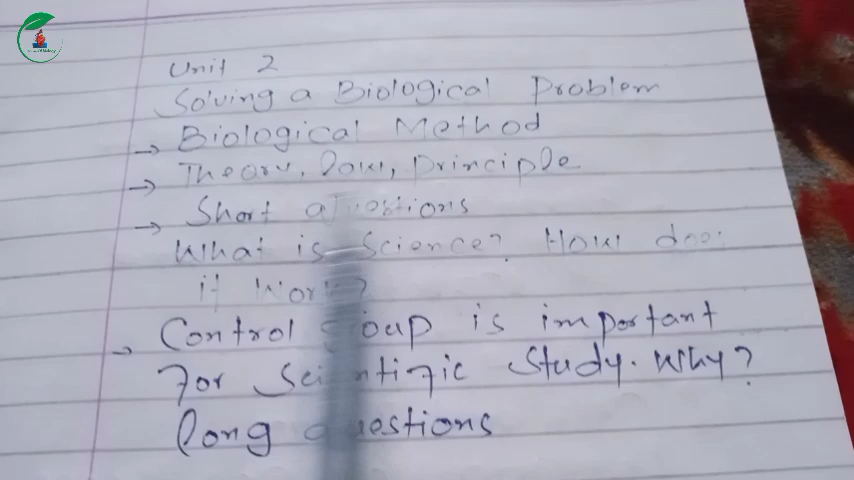 Unit 2
Solving a Biological Problem
→ Biological Method
→ Theory, Law, principle
→ Short questions
What is Science? How does
it Work?
→ Control group is important
for Scientific Study. Why?
long questions